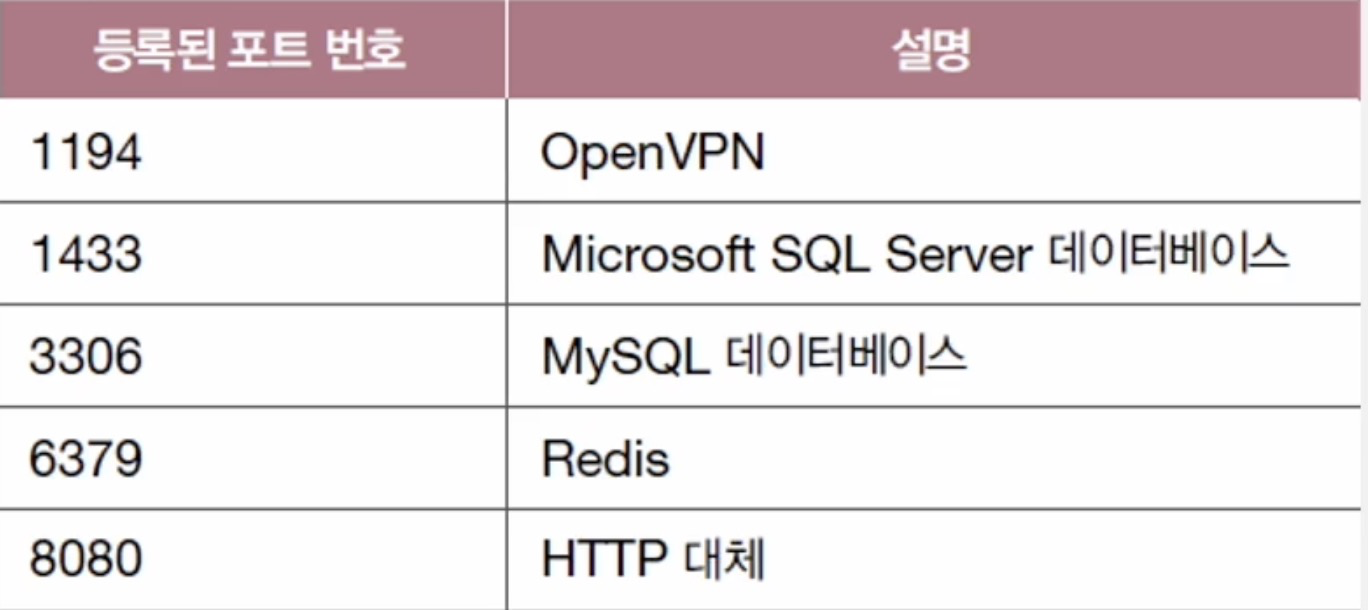 등록된 포트 번호 설명
1194 OpenVPN
1433 Microsoft SQL Server 데이터베이스
3306 MySQL 데이터베이스
6379 Redis
8080 HTTP 대체